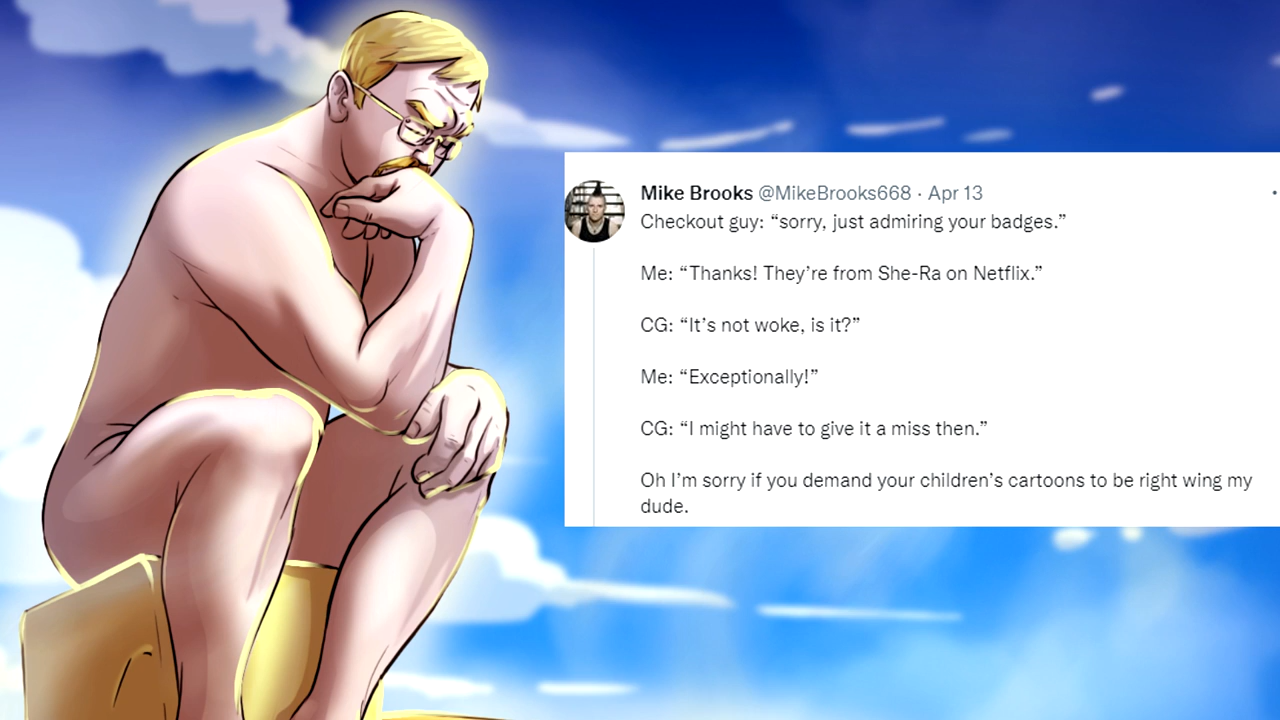 Mike Brooks @MikeBrooks668 · Apr 13
Checkout guy: “sorry, just admiring your badges.”
Me: “Thanks! They’re from She-Ra on Netflix.”
CG: “It’s not woke, is it?”
Me: “Exceptionally!”
CG: “I might have to give it a miss then.”
Oh I’m sorry if you demand your children’s cartoons to be right wing my
dude.